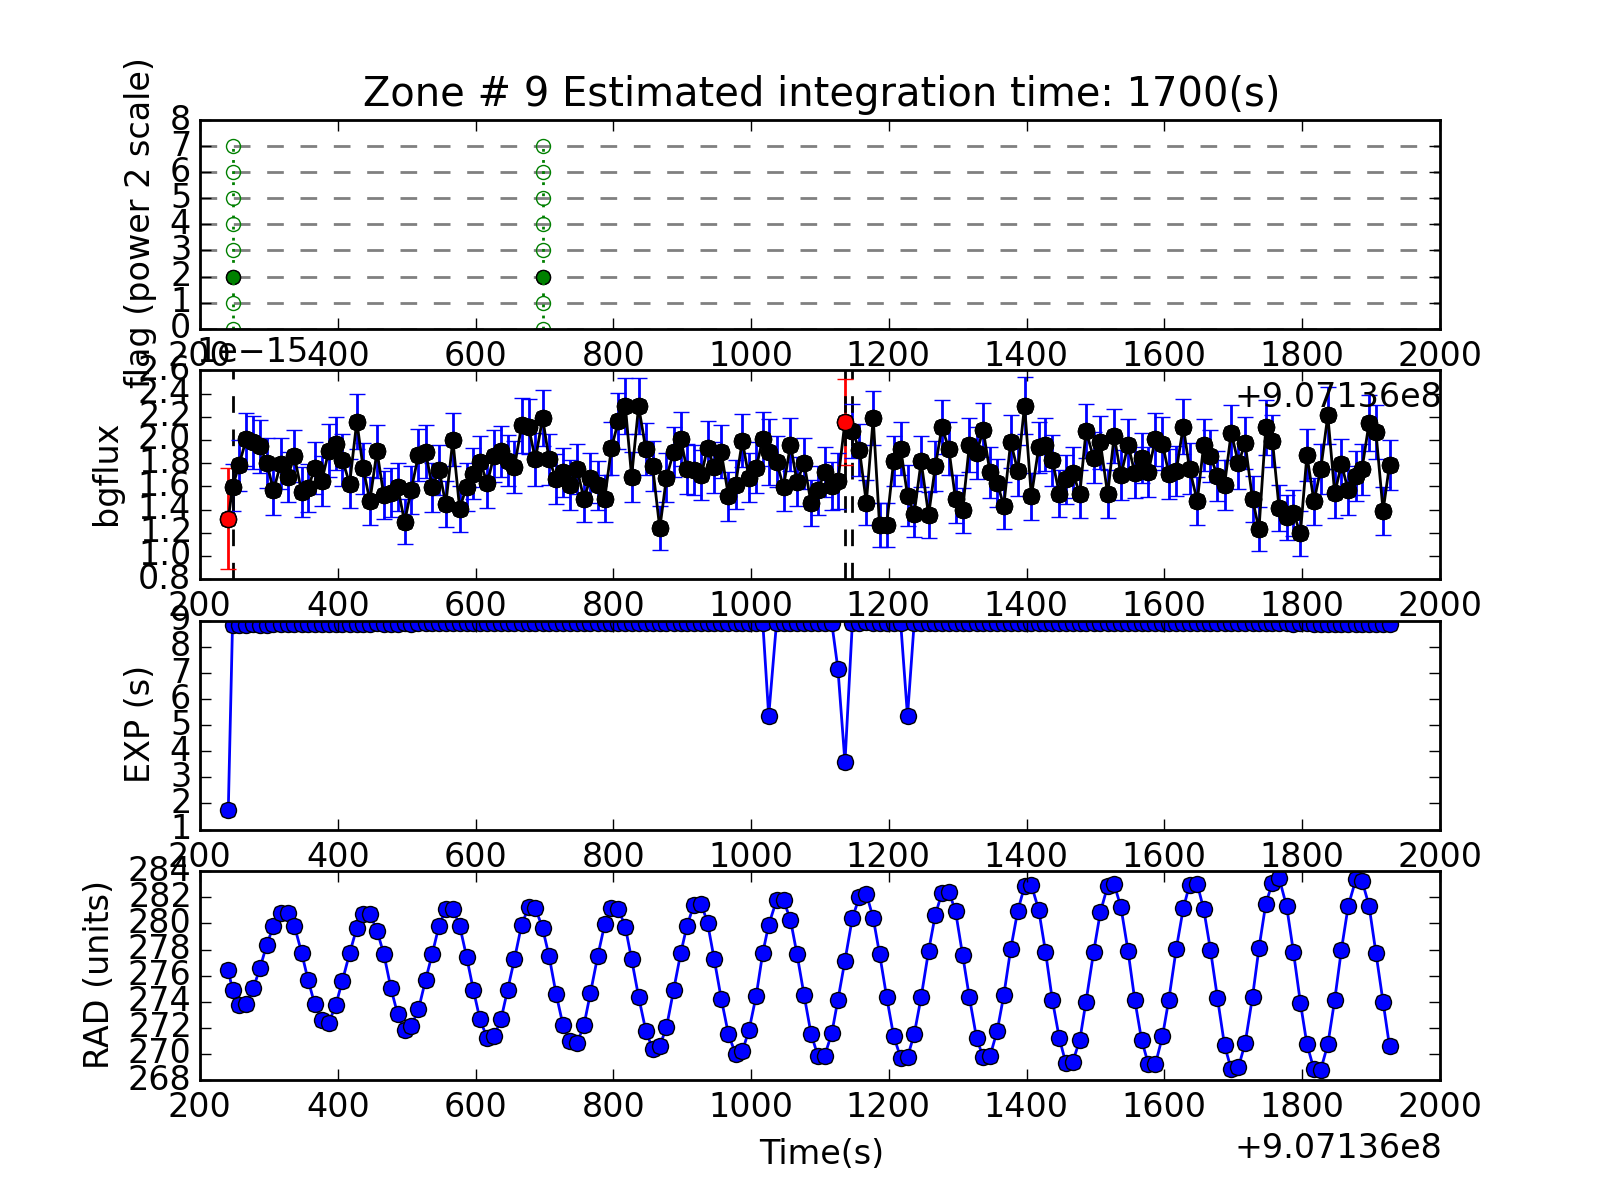 Zone # 9 Estimated integration time: 1700(s)
flag (power 2 scale)
8
7
6
5
4
3
2
1
0
200 400 600 800 1000 1200 1400 1600 1800 2000
1e−15
+9.07136e8
bgflux
2.6
2.4
2.2
2.0
1.8
1.6
1.4
1.2
1.0
0.8
200 400 600 800 1000 1200 1400 1600 1800 2000
EXP (s)
9
8
7
6
5
4
3
2
1
200 400 600 800 1000 1200 1400 1600 1800 2000
RAD (units)
284
282
280
278
276
274
272
270
268
200 400 600 800 1000 1200 1400 1600 1800 2000
Time(s)
+9.07136e8